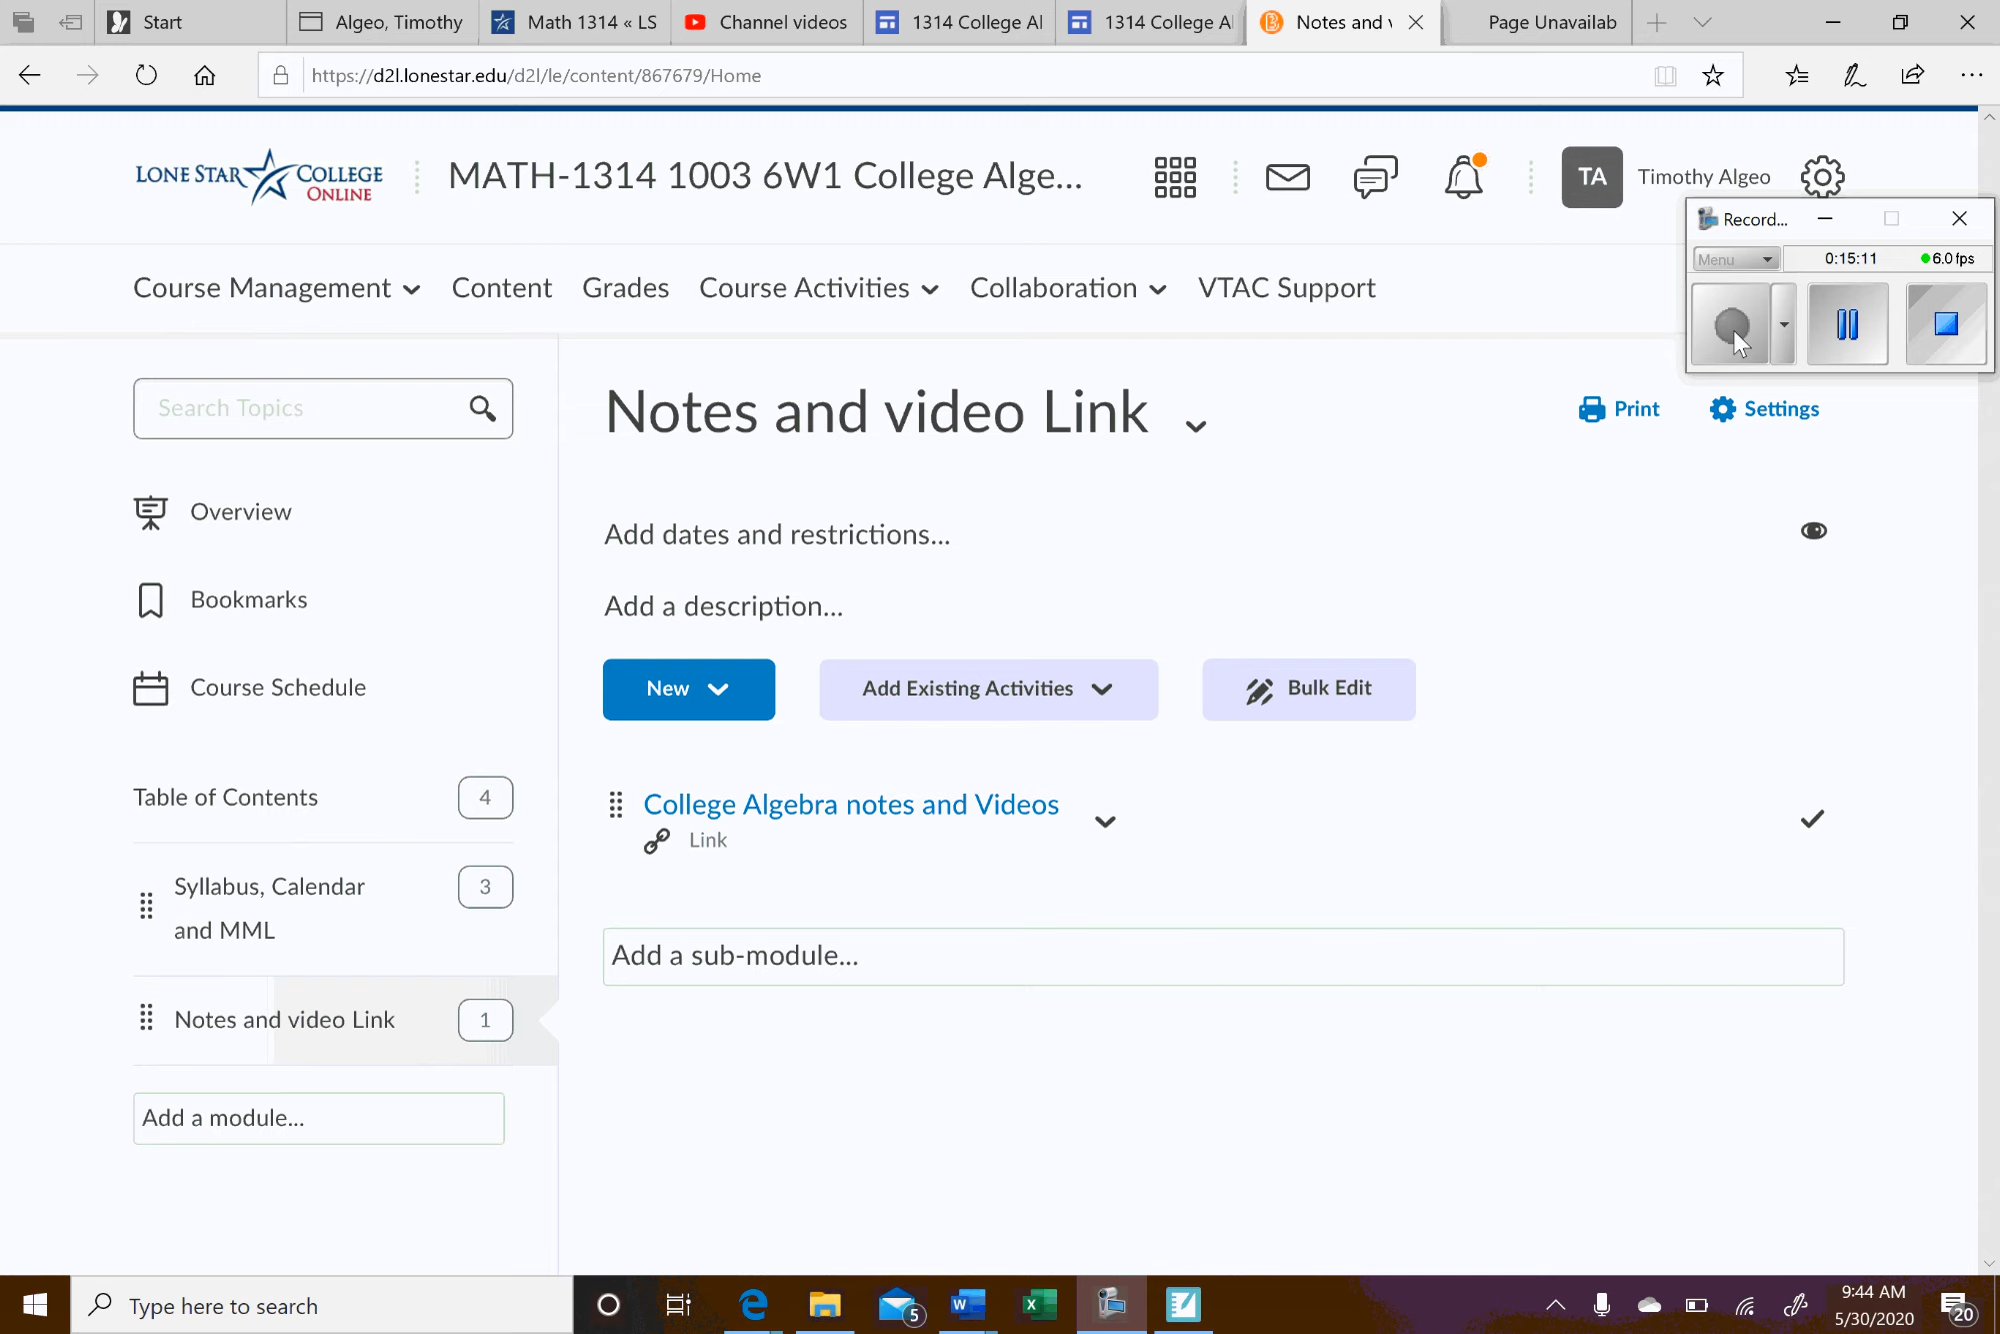 Start
Algeo, Timothy
Math 1314 « LS
Channel videos
1314 College Al
1314 College Al
Notes and v
Page Unavailab
https://d2l.lonestar.edu/d2l/le/content/867679/Home
LONE STAR COLLEGE
ONLINE
MATH-1314 1003 6W1 College Alge...
TA
Timothy Algeo
Record...
Menu
0:15:11
6.0 fps
Course Management
Content
Grades
Course Activities
Collaboration
VTAC Support
Search Topics
Notes and video Link
Print
Settings
Overview
Add dates and restrictions...
Bookmarks
Add a description...
Course Schedule
New
Add Existing Activities
Bulk Edit
Table of Contents
4
College Algebra notes and Videos
Link
Syllabus, Calendar
and MML
3
Add a sub-module...
Notes and video Link
1
Add a module...
Type here to search
5
9:44 AM
5/30/2020
20